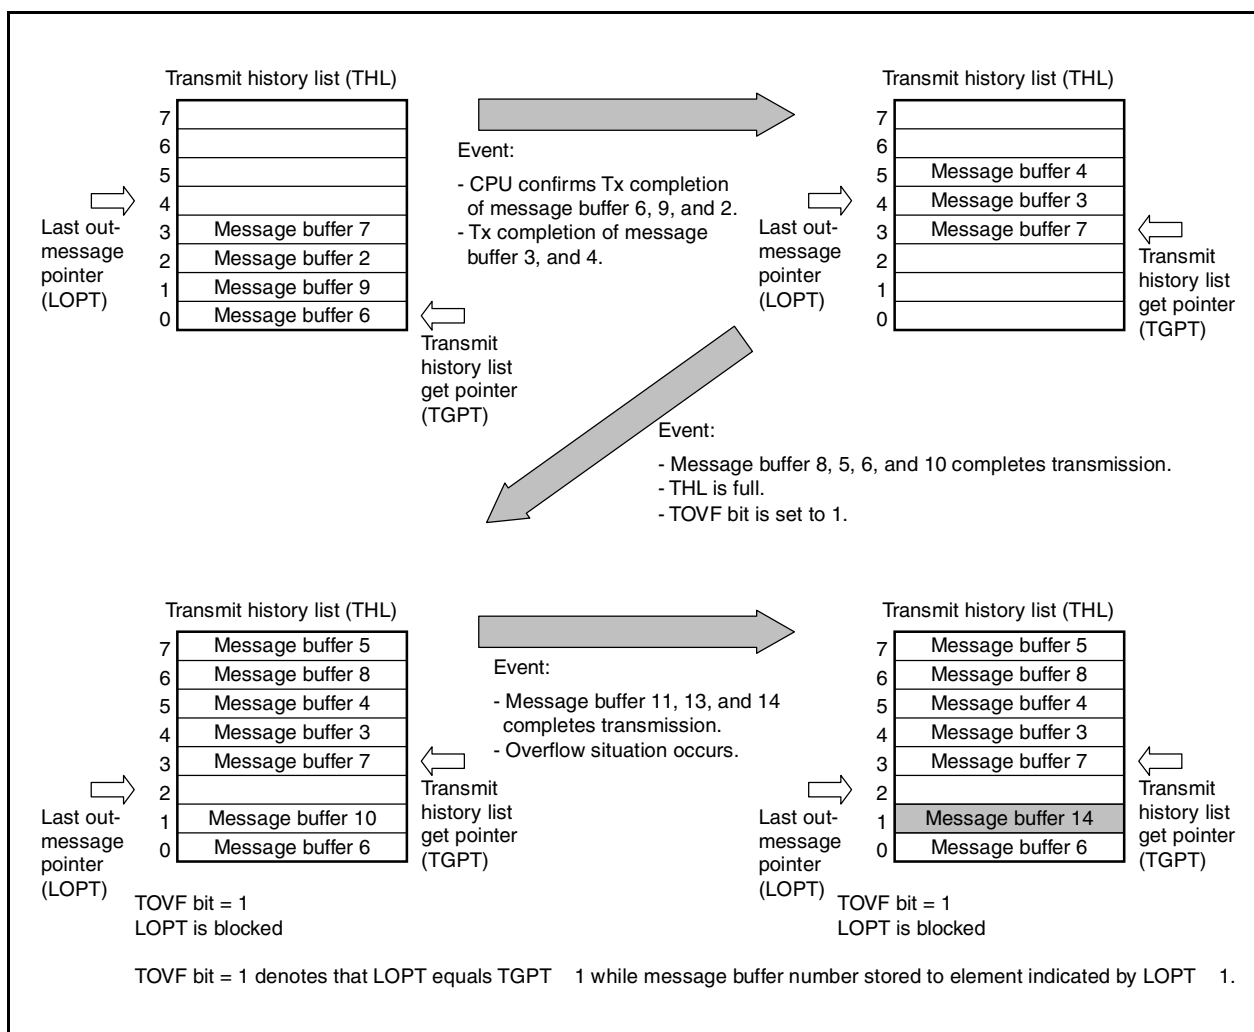 Transmit history list (THL)
7
6
5
4
3 Message buffer 7
2 Message buffer 2
1 Message buffer 9
0 Message buffer 6
Last out-
message
pointer
(LOPT)
Transmit
history list
get pointer
(TGPT)
Event:
- CPU confirms Tx completion
of message buffer 6, 9, and 2.
- Tx completion of message
buffer 3, and 4.
Transmit history list (THL)
7
6
5 Message buffer 4
4 Message buffer 3
3 Message buffer 7
2
1
0
Last out-
message
pointer
(LOPT)
Transmit
history list
get pointer
(TGPT)
Event:
- Message buffer 8, 5, 6, and 10 completes transmission.
- THL is full.
- TOVF bit is set to 1.
Transmit history list (THL)
7 Message buffer 5
6 Message buffer 8
5 Message buffer 4
4 Message buffer 3
3 Message buffer 7
2
1 Message buffer 10
0 Message buffer 6
Last out-
message
pointer
(LOPT)
Transmit
history list
get pointer
(TGPT)
TOVF bit = 1
LOPT is blocked
Event:
- Message buffer 11, 13, and 14
completes transmission.
- Overflow situation occurs.
Transmit history list (THL)
7 Message buffer 5
6 Message buffer 8
5 Message buffer 4
4 Message buffer 3
3 Message buffer 7
2
1 Message buffer 14
0 Message buffer 6
Last out-
message
pointer
(LOPT)
Transmit
history list
get pointer
(TGPT)
TOVF bit = 1
LOPT is blocked
TOVF bit = 1 denotes that LOPT equals TGPT 1 while message buffer number stored to element indicated by LOPT 1.